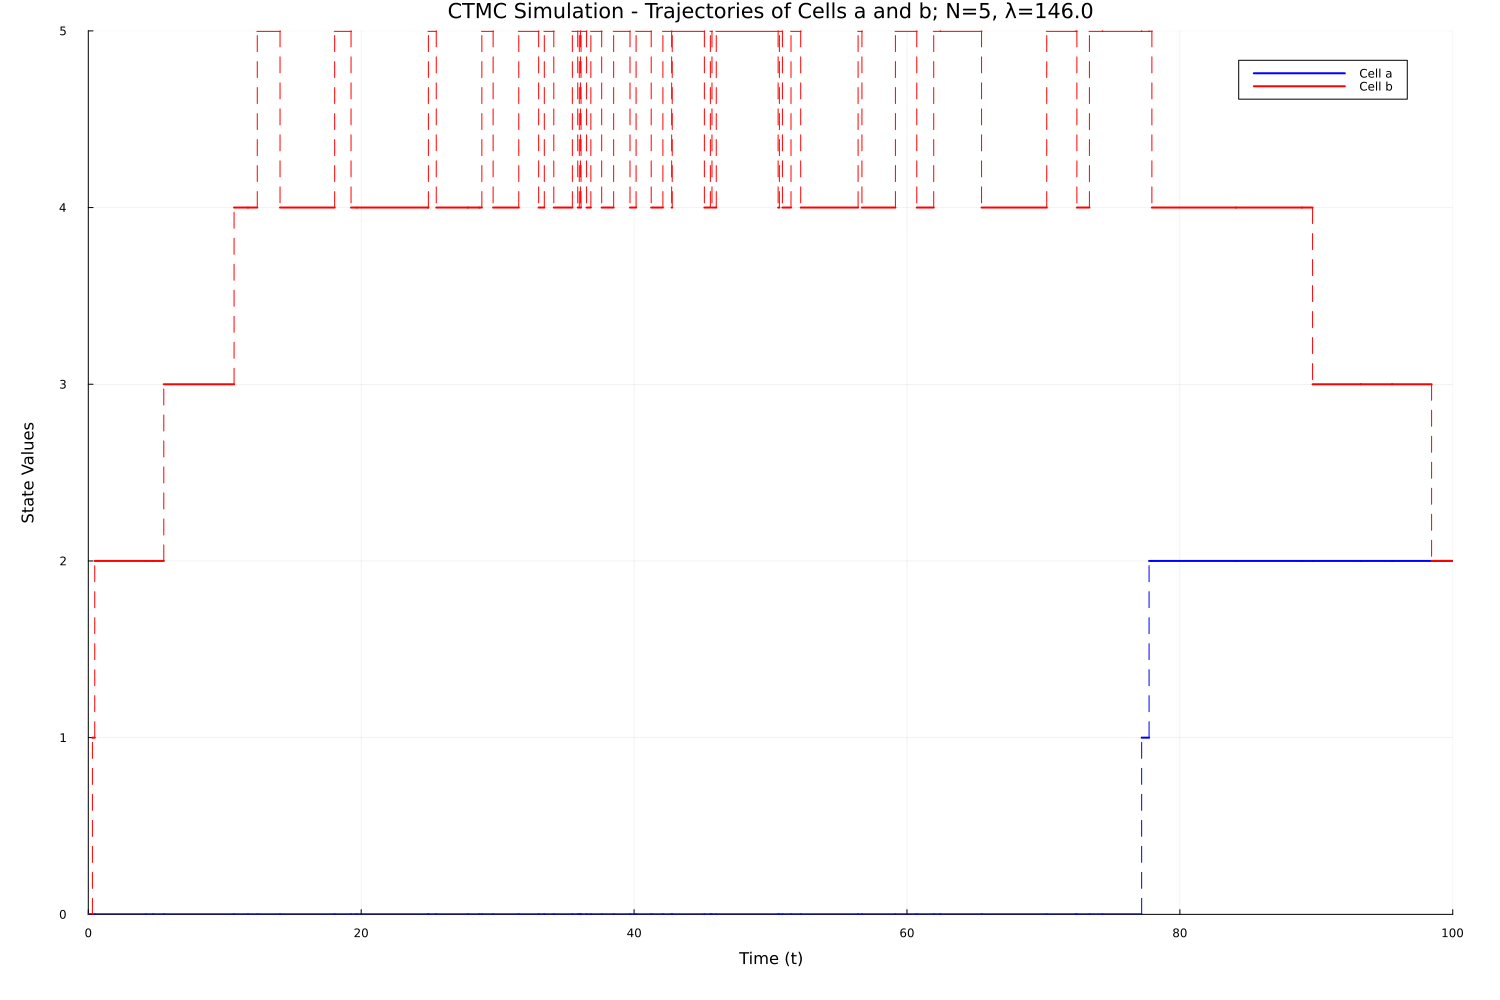 CTMC Simulation - Trajectories of Cells a and b; N=5, λ=146.0
5
4
3
2
1
0
State Values
Cell a
Cell b
0 20 40 60 80 100
Time (t)